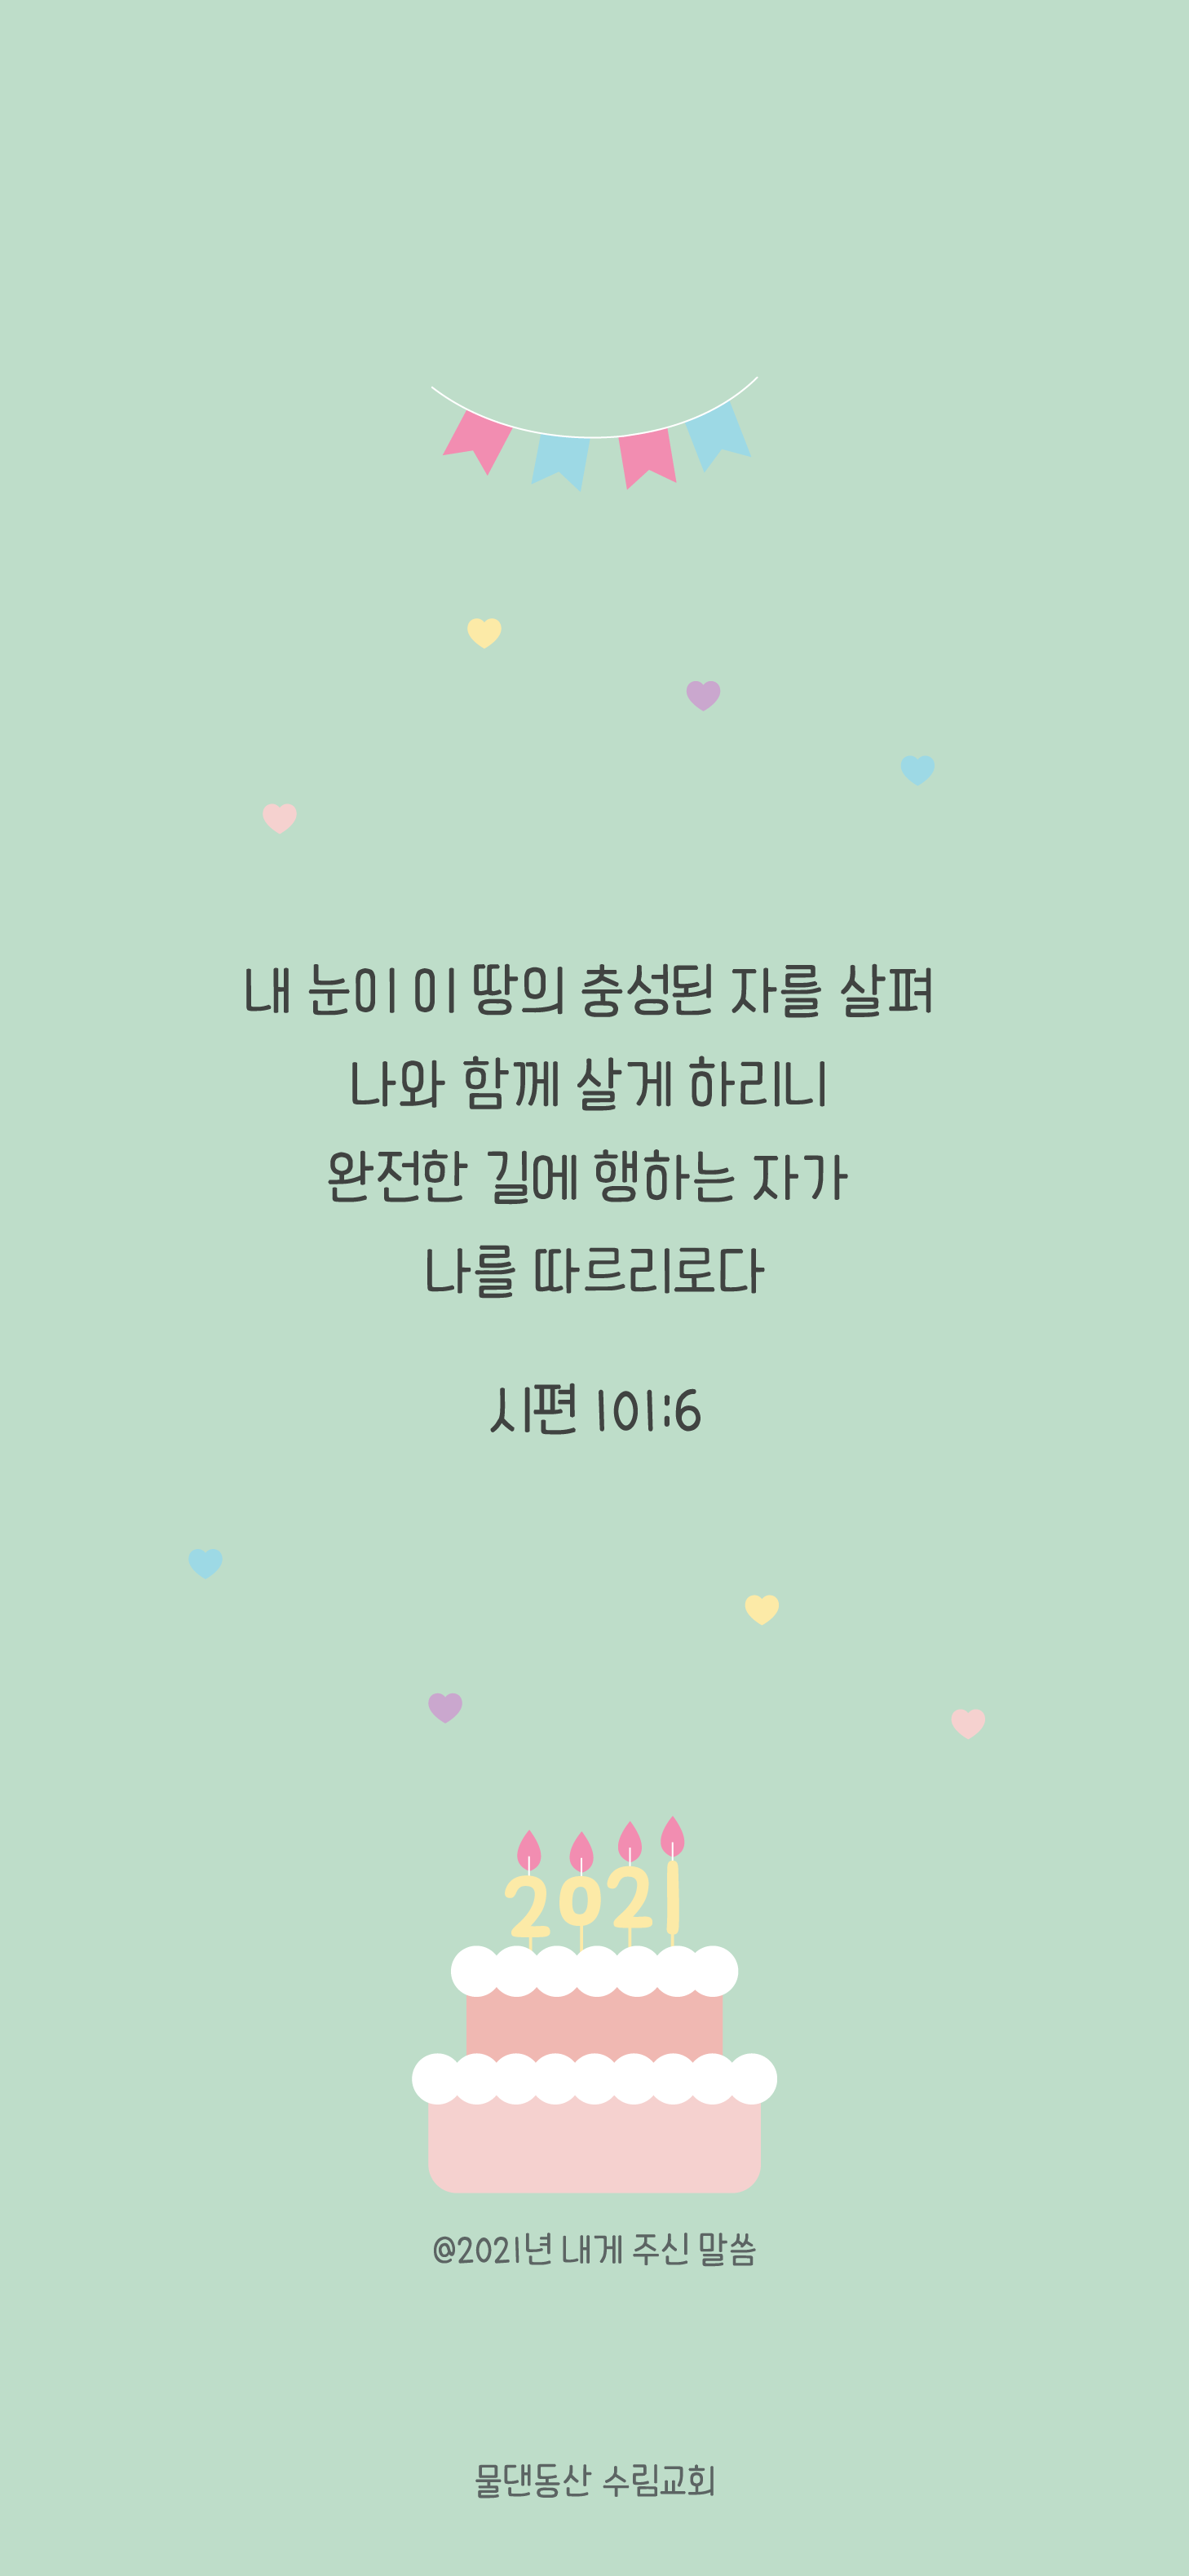 내 눈이 이 땅의 충성된 자를 살펴
나와 함께 살게 하리니
완전한 길에 행하는 자가
나를 따르리로다
시편 101:6
2021
@2021년 내게 주신 말씀
물댄동산 수림교회